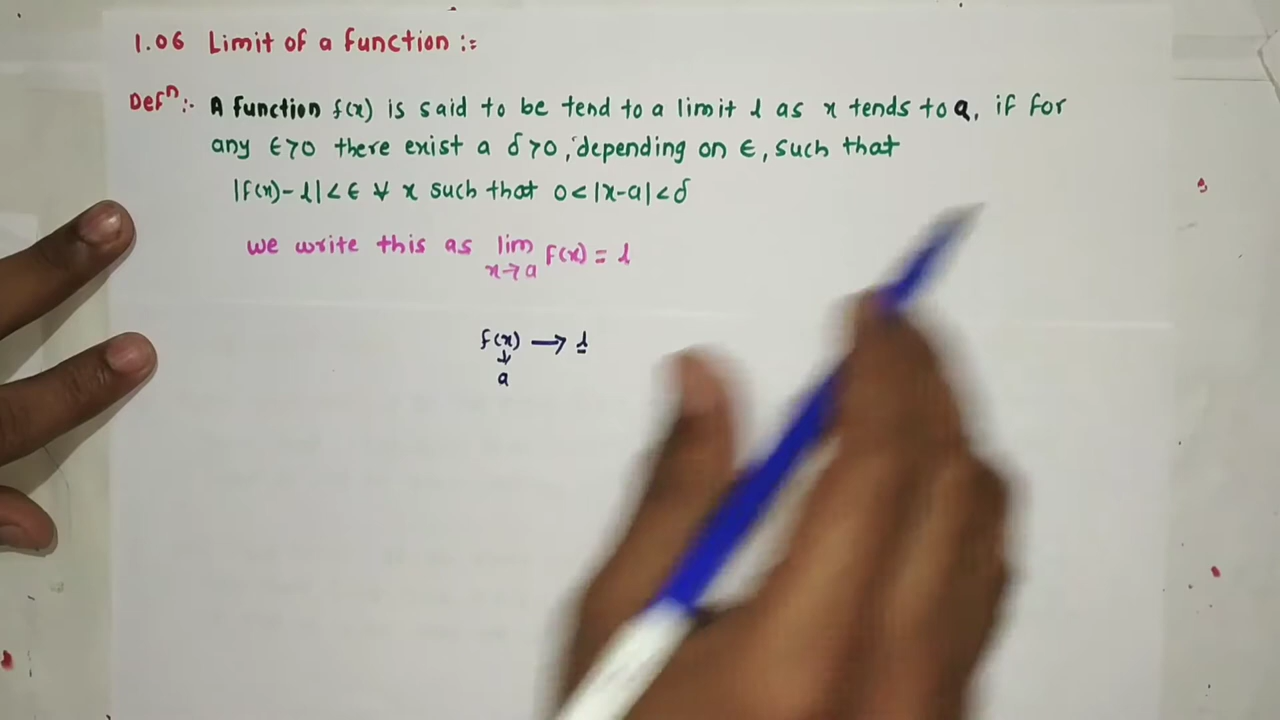 1.06 Limit of a function :=
Defⁿ:- A function f(x) is said to be tend to a limit l as x tends to a, if for
any ϵ>0 there exist a δ>0, depending on ϵ, such that
|f(x)-l|<ϵ ∀ x such that 0<|x-a|<δ
we write this as lim f(x) = l
x→a
f(x) → l
↓
a